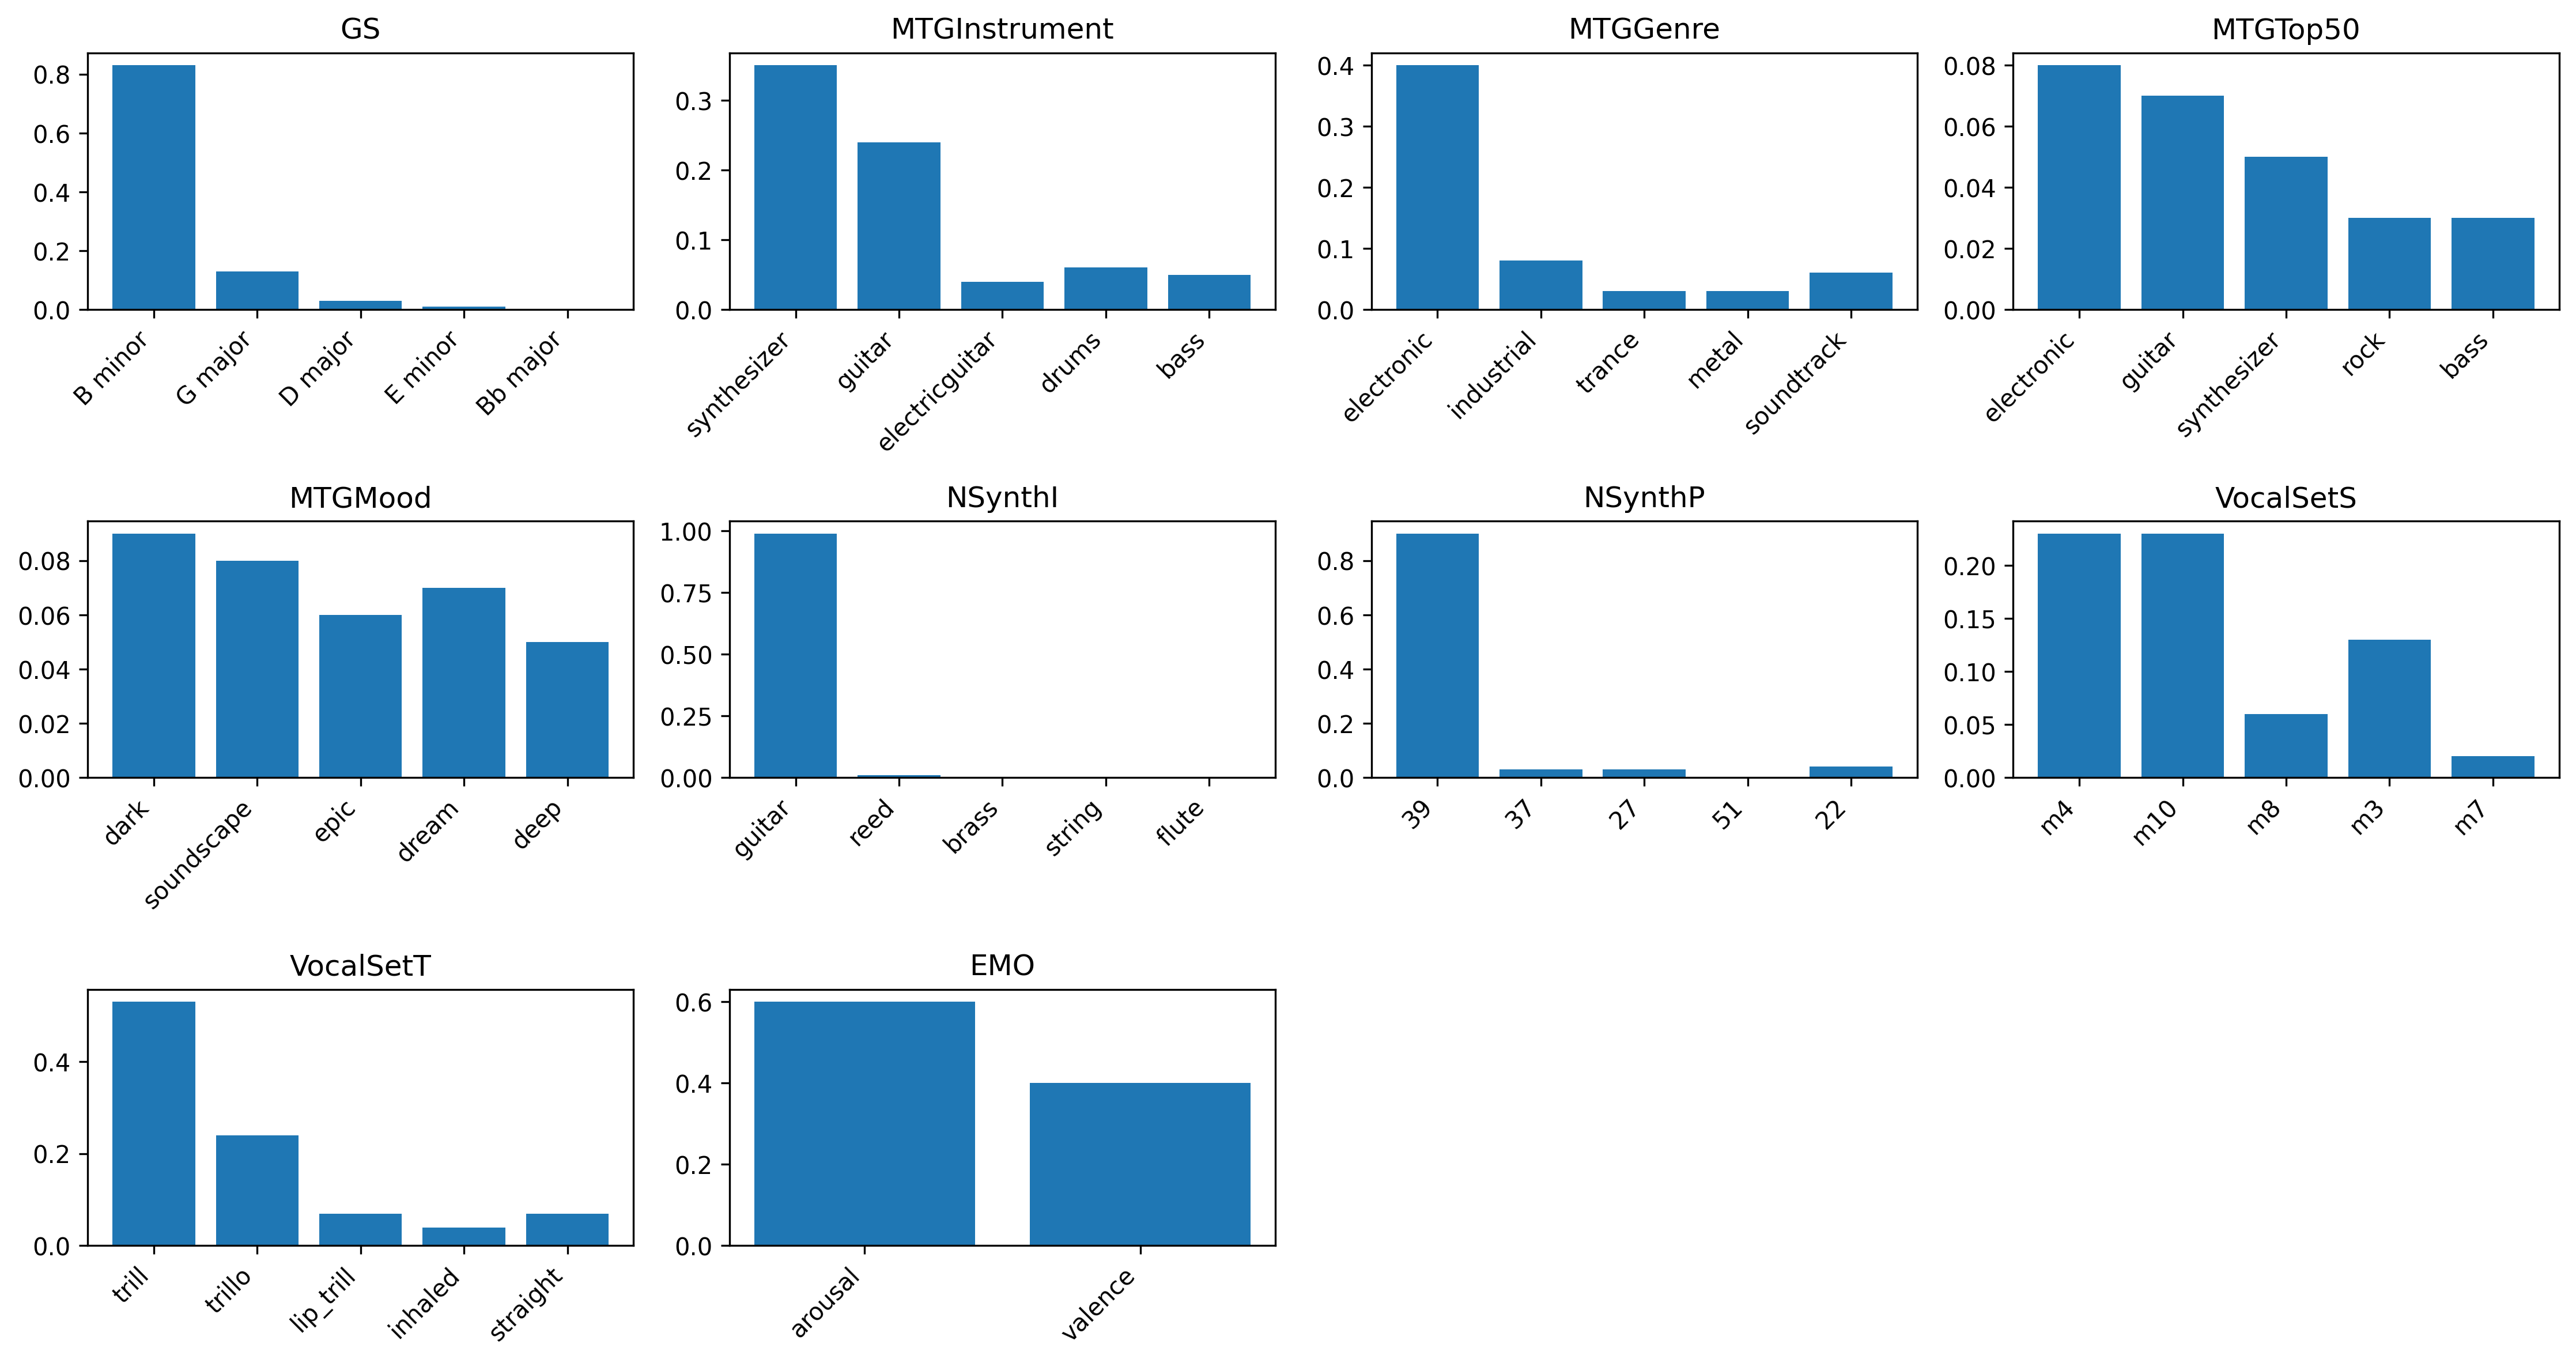 GS
0.8
0.6
0.4
0.2
0.0
B minor
G major
D major
E minor
Bb major
MTGInstrument
0.3
0.2
0.1
0.0
synthesizer
guitar
electricguitar
drums
bass
MTGGenre
0.4
0.3
0.2
0.1
0.0
electronic
industrial
trance
metal
soundtrack
MTGTop50
0.08
0.06
0.04
0.02
0.00
electronic
guitar
synthesizer
rock
bass
MTGMood
0.08
0.06
0.04
0.02
0.00
dark
soundscape
epic
dream
deep
NSynthI
1.00
0.75
0.50
0.25
0.00
guitar
reed
brass
string
flute
NSynthP
0.8
0.6
0.4
0.2
0.0
39
37
27
51
22
VocalSetS
0.20
0.15
0.10
0.05
0.00
m4
m10
m8
m3
m7
VocalSetT
0.4
0.2
0.0
trill
trillo
lip_trill
inhaled
straight
EMO
0.6
0.4
0.2
0.0
arousal
valence